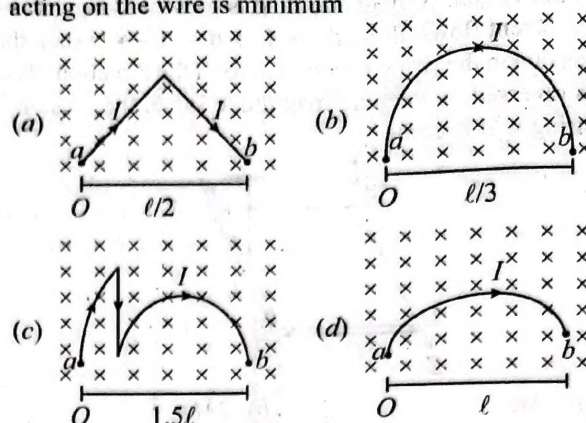 acting on the wire is minimum
(a) a I I b
O ℓ/2
(b) a I b
O ℓ/3
(c) a I b
O 1.5ℓ
(d) a I b
O ℓ